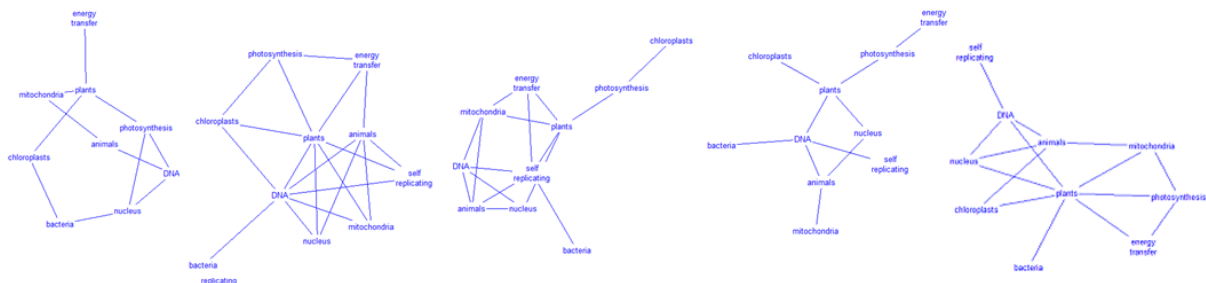 energy
transfer
plants
mitochondria
photosynthesis
animals
chloroplasts
DNA
nucleus
bacteria
photosynthesis
energy
transfer
chloroplasts
plants
animals
self
replicating
DNA
mitochondria
nucleus
bacteria
replicating
chloroplasts
energy
transfer
photosynthesis
mitochondria
plants
DNA
self
replicating
animals
nucleus
bacteria
energy
transfer
chloroplasts
photosynthesis
plants
nucleus
DNA
bacteria
self
replicating
animals
mitochondria
self
replicating
DNA
animals
mitochondria
nucleus
plants
photosynthesis
chloroplasts
energy
transfer
bacteria